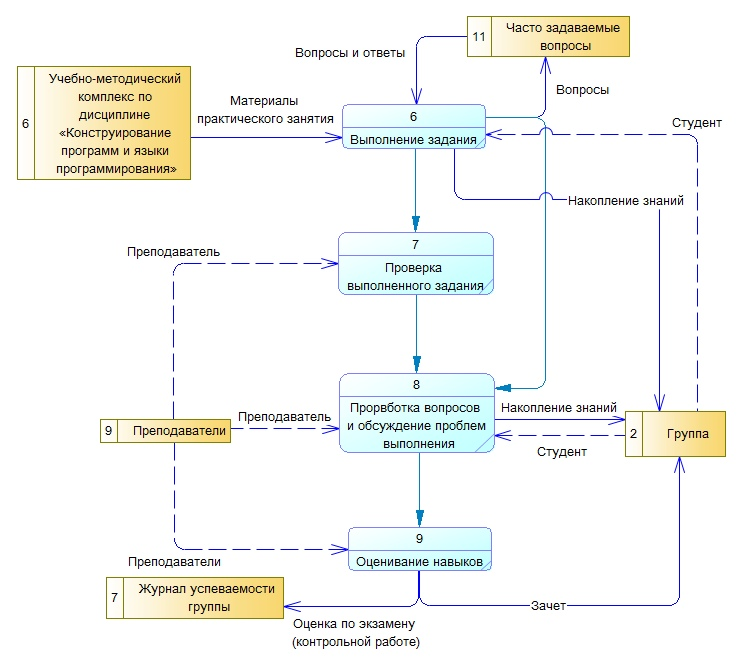 11
Часто задаваемые
вопросы
Вопросы и ответы
Вопросы
6
Учебно-методический
комплекс по
дисциплине
«Конструирование
программ и языки
программирования»
Материалы
практического занятия
6
Выполнение задания
Студент
Накопление знаний
Преподаватель
7
Проверка
выполненного задания
8
Прорвботка вопросов
и обсуждение проблем
выполнения
Накопление знаний
9
Преподаватели
Преподаватель
2
Группа
Студент
9
Оценивание навыков
Преподаватели
7
Журнал успеваемости
группы
Зачет
Оценка по экзамену
(контрольной работе)